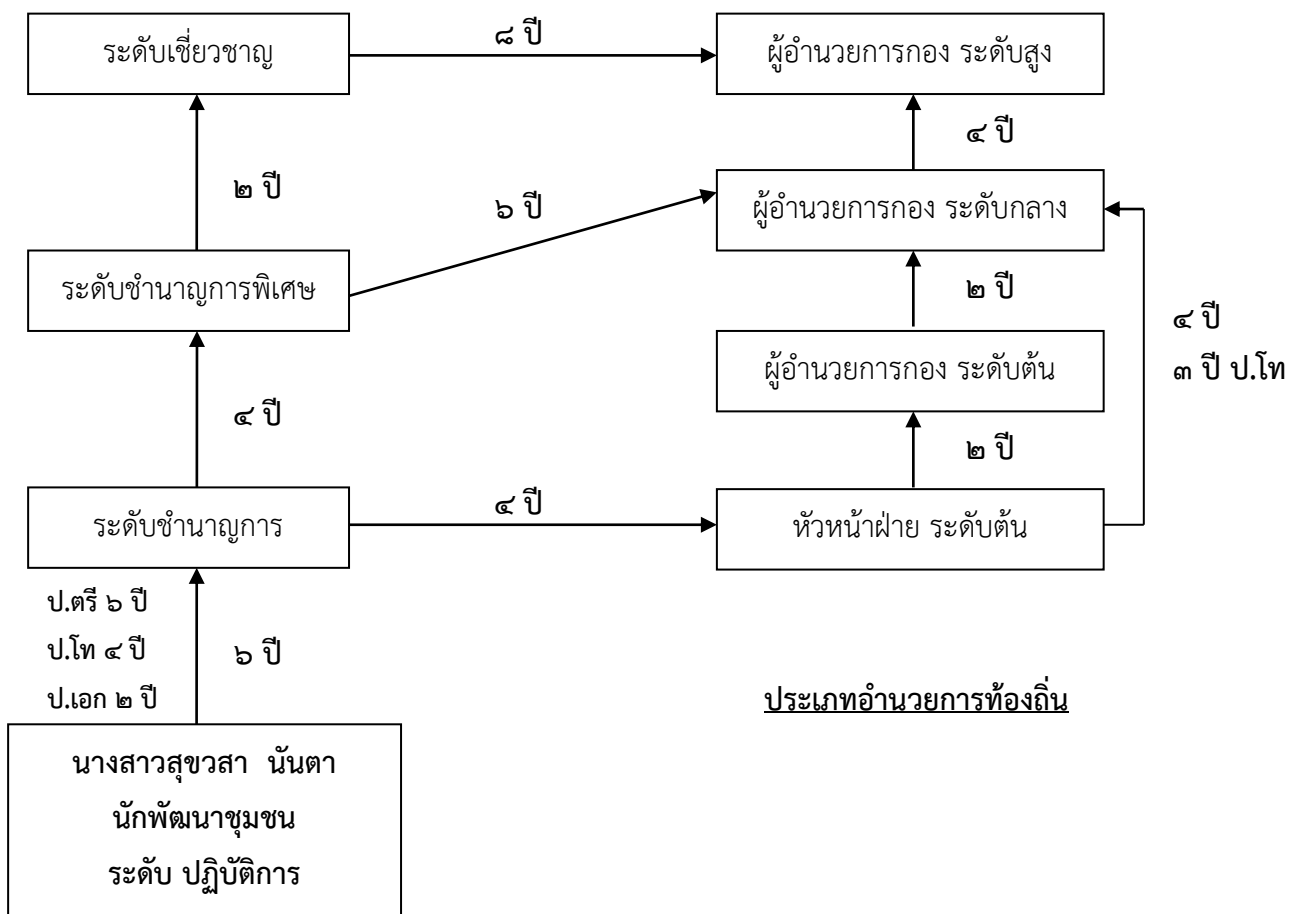 ระดับเชี่ยวชาญ
๘ ปี
ผู้อำนวยการกอง ระดับสูง
๔ ปี
๒ ปี
๖ ปี
ผู้อำนวยการกอง ระดับกลาง
ระดับชำนาญการพิเศษ
๒ ปี
๔ ปี
๓ ปี ป.โท
ผู้อำนวยการกอง ระดับต้น
๔ ปี
๒ ปี
ระดับชำนาญการ
๔ ปี
หัวหน้าฝ่าย ระดับต้น
ป.ตรี ๖ ปี
ป.โท ๔ ปี
ป.เอก ๒ ปี
๖ ปี
ประเภทอำนวยการท้องถิ่น
นางสาวสุขวสา นันตา
นักพัฒนาชุมชน
ระดับ ปฏิบัติการ